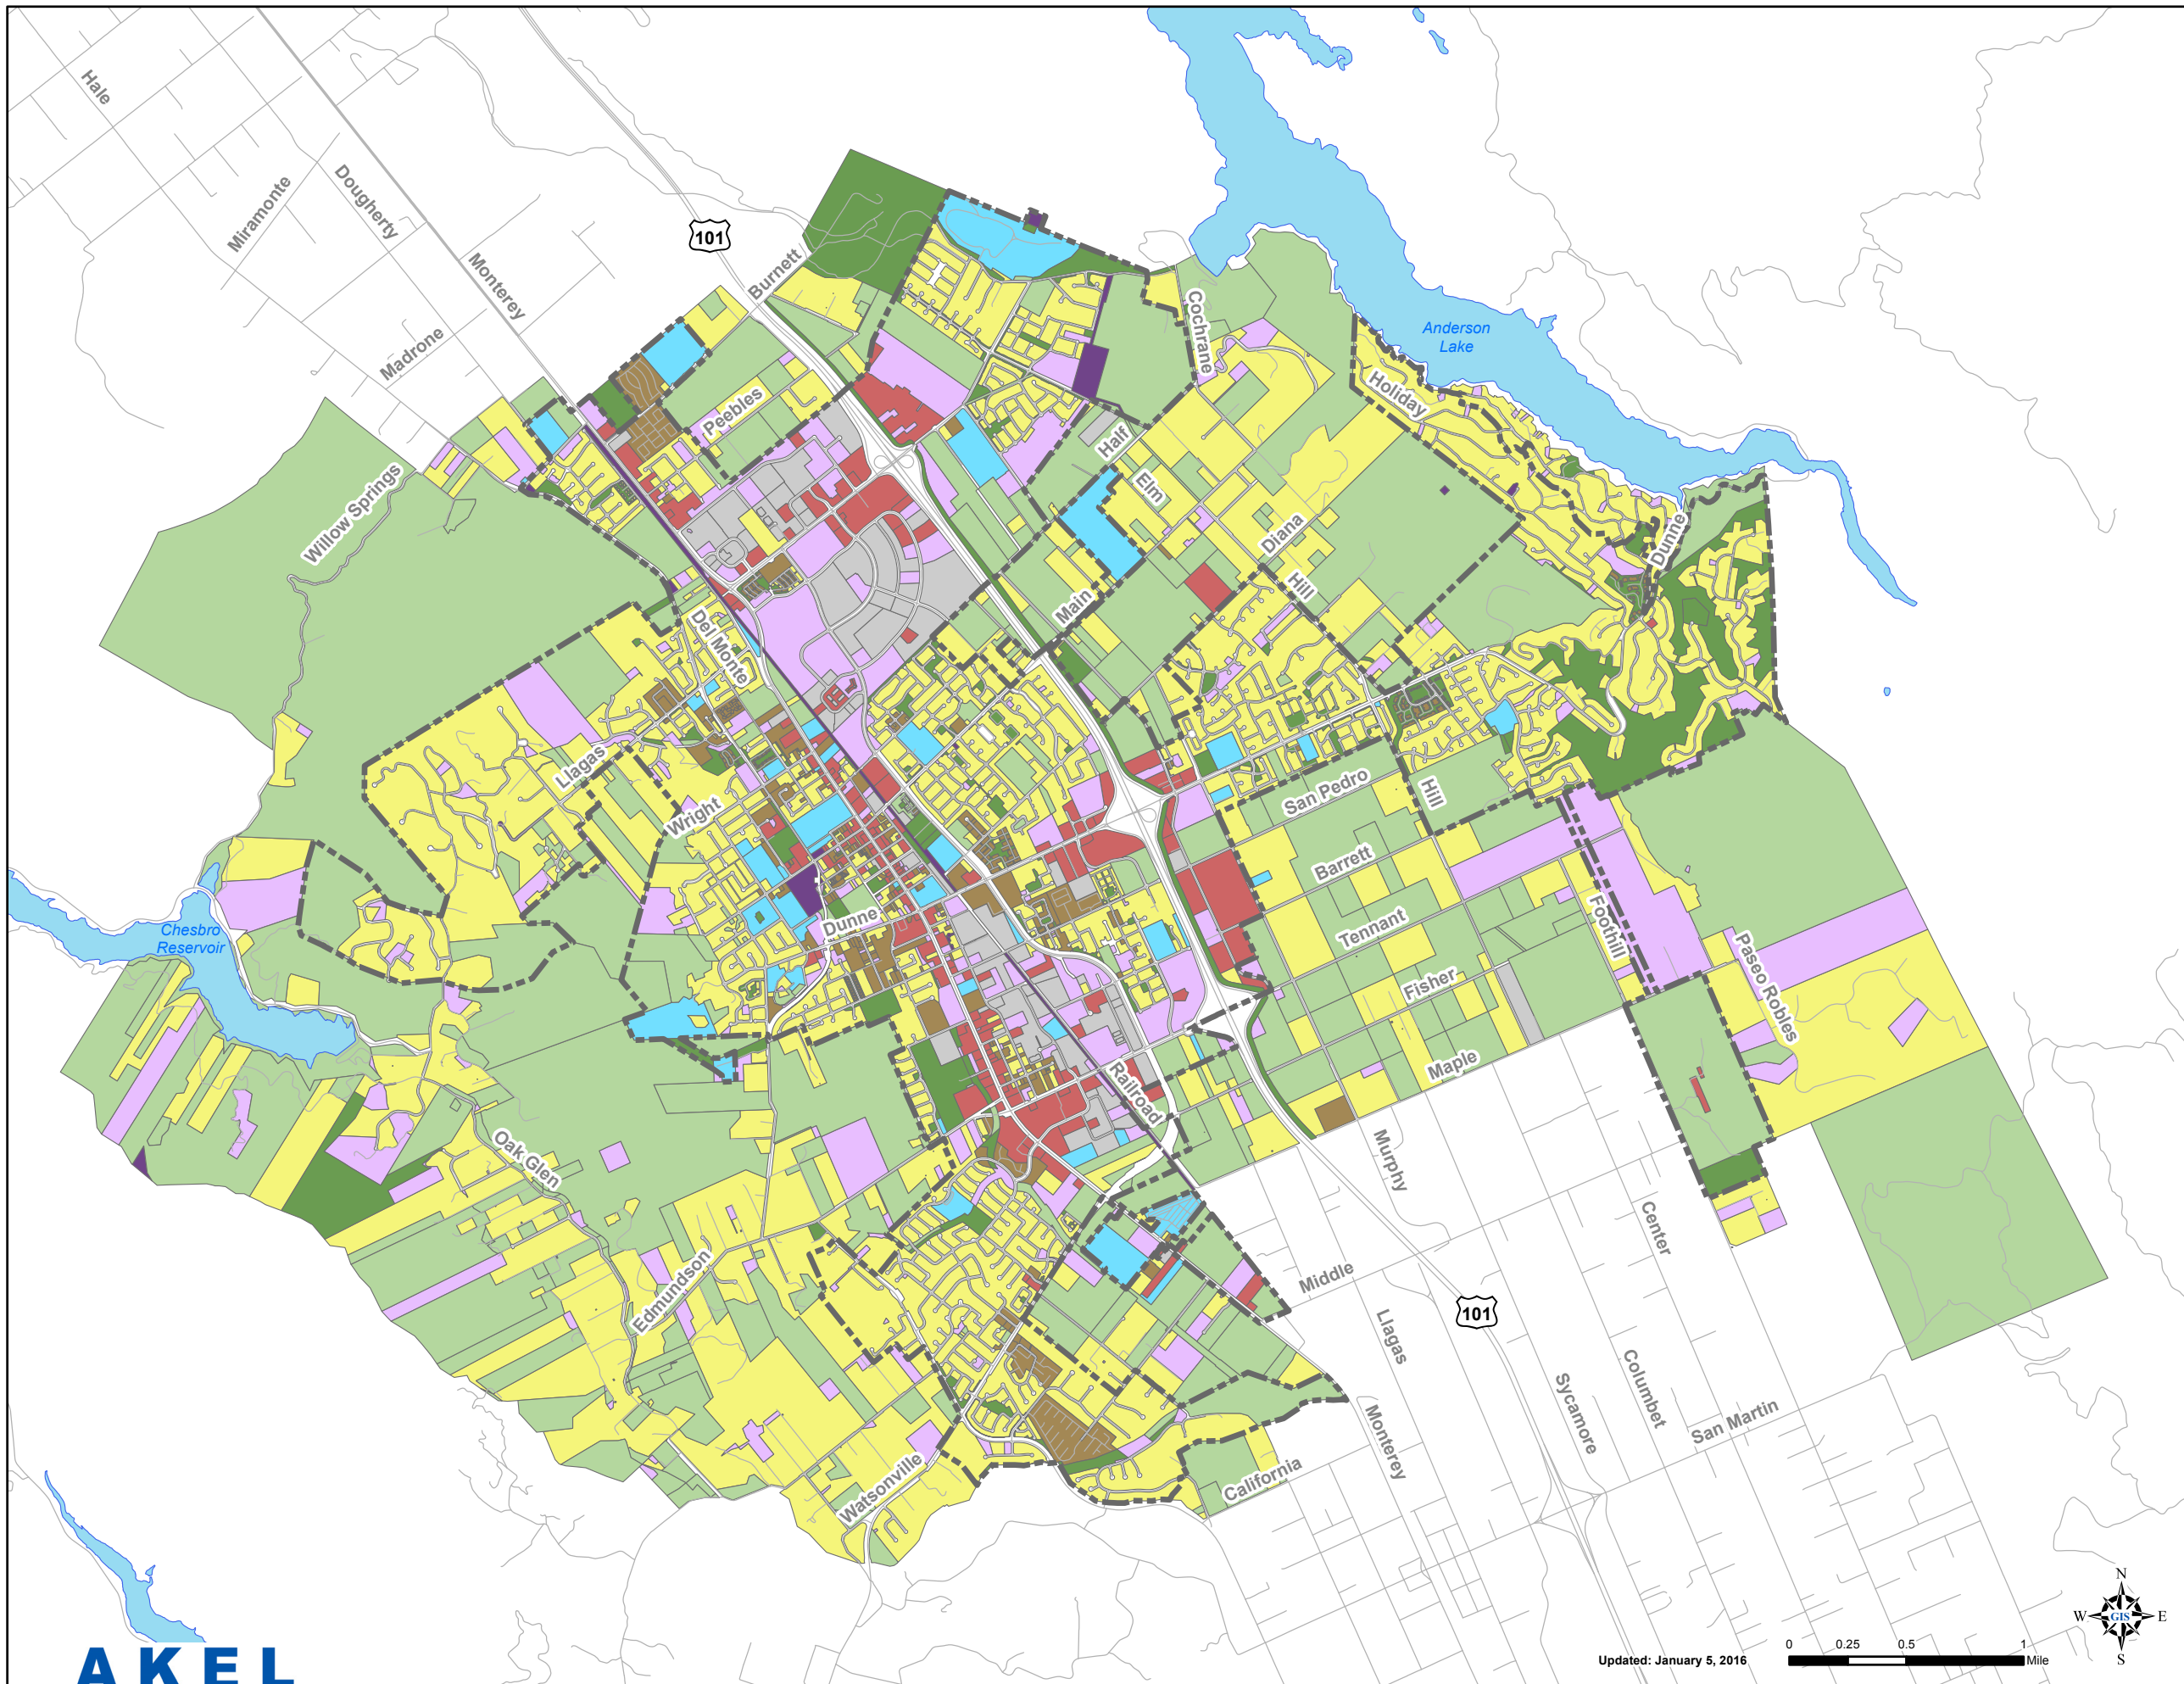 Hale
Miramonte
Dougherty
Monterey
Madrone
101
Burnett
Peebles
Cochrane
Anderson
Lake
Holiday
Half
Elm
Diana
Hill
Main
Dunne
Willow Springs
Del Monte
Llagas
Wright
San Pedro
Hill
Barrett
Tennant
Foothill
Fisher
Paseo Robles
Maple
Dunne
Chesbro
Reservoir
Railroad
Oak Glen
Edmundson
Murphy
Center
Middle
101
Llagas
Sycamore
Columbet
San Martin
Monterey
California
Watsonville
AKEL
Updated: January 5, 2016
0 0.25 0.5 1
Mile
N
W GIS E
S